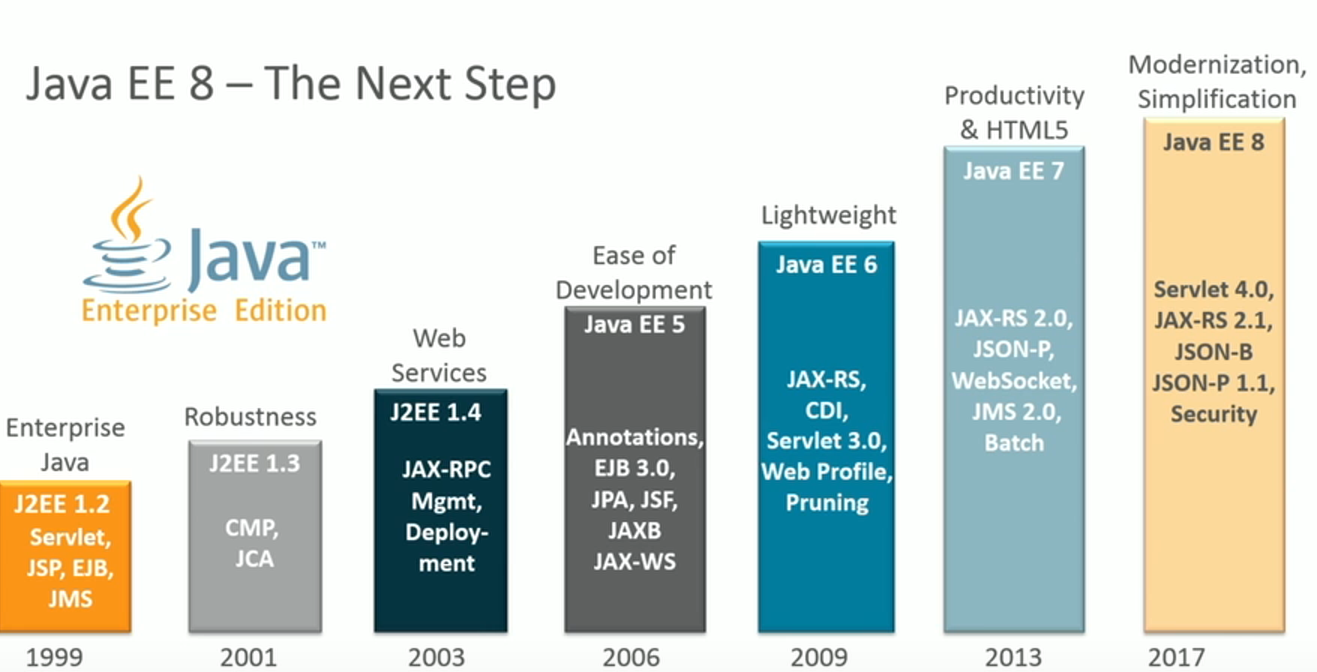 Java EE 8 – The Next Step
Java™
Enterprise Edition
Enterprise
Java
J2EE 1.2
Servlet,
JSP, EJB,
JMS
1999
Robustness
J2EE 1.3
CMP,
JCA
2001
Web
Services
J2EE 1.4
JAX-RPC
Mgmt,
Deploy-
ment
2003
Ease of
Development
Java EE 5
Annotations,
EJB 3.0,
JPA, JSF,
JAXB
JAX-WS
2006
Lightweight
Java EE 6
JAX-RS,
CDI,
Servlet 3.0,
Web Profile,
Pruning
2009
Productivity
& HTML5
Java EE 7
JAX-RS 2.0,
JSON-P,
WebSocket,
JMS 2.0,
Batch
2013
Modernization,
Simplification
Java EE 8
Servlet 4.0,
JAX-RS 2.1,
JSON-B
JSON-P 1.1,
Security
2017